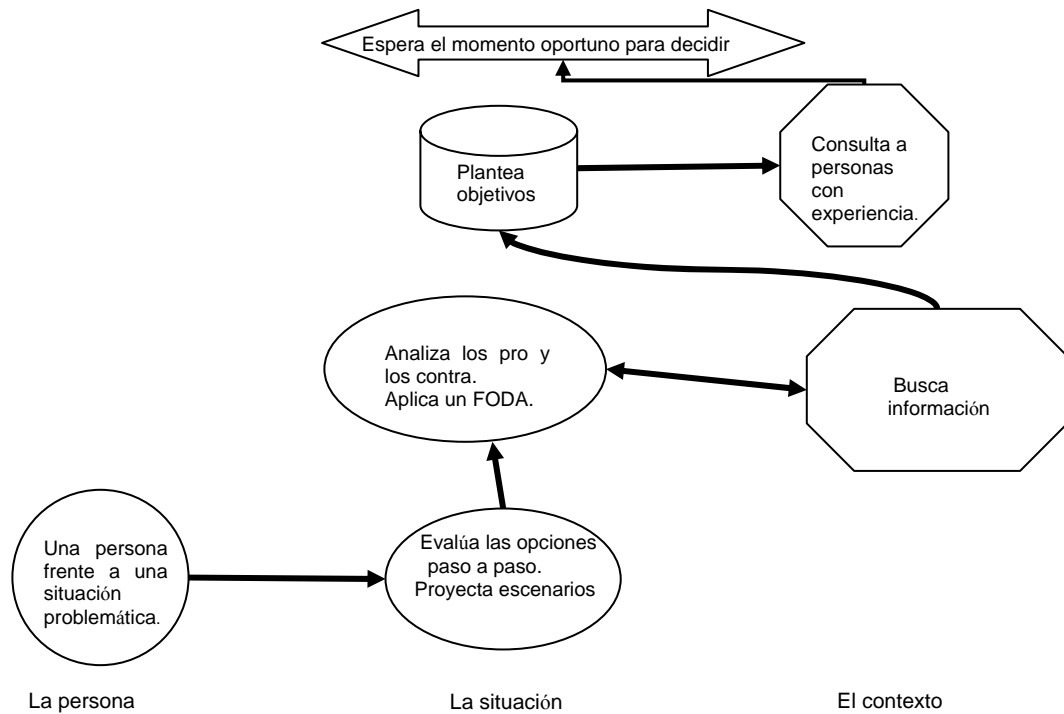 Espera el momento oportuno para decidir
Plantea
objetivos
Consulta a
personas
con
experiencia.
Analiza los pro y
los contra.
Aplica un FODA.
Busca
información
Una persona
frente a una
situación
problemática.
Evalúa las opciones
paso a paso.
Proyecta escenarios
La persona
La situación
El contexto